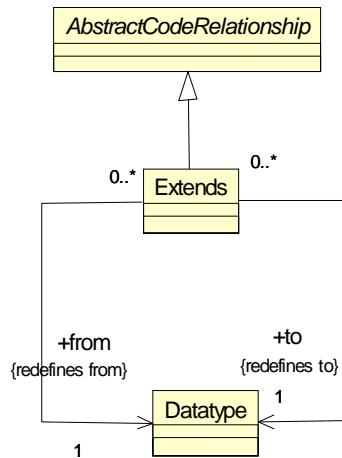 AbstractCodeRelationship
0..*
0..*
Extends
+from
{redefines from}
+to
{redefines to}
1
Datatype
1